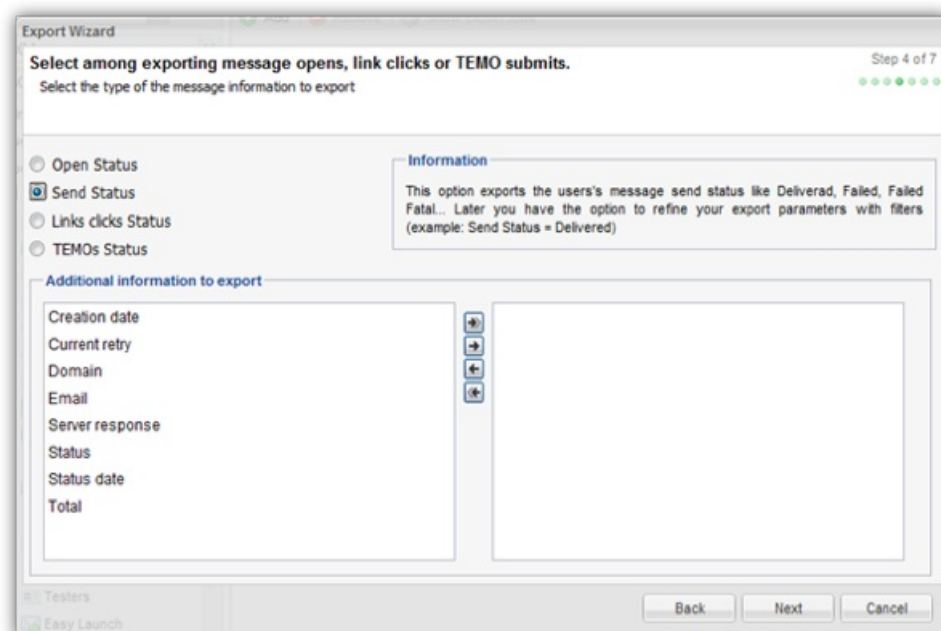 Add
Export Wizard
Select among exporting message opens, link clicks or TEMO submits.
Step 4 of 7
Select the type of the message information to export
Open Status
Send Status
Links clicks Status
TEMOs Status
Information
This option exports the users's message send status like Deliverad, Failed, Failed
Fatal... Later you have the option to refine your export parameters with filters
(example: Send Status = Delivered)
Additional information to export
Creation date
Current retry
Domain
Email
Server response
Status
Status date
Total
Testers
Easy Launch
Back
Next
Cancel